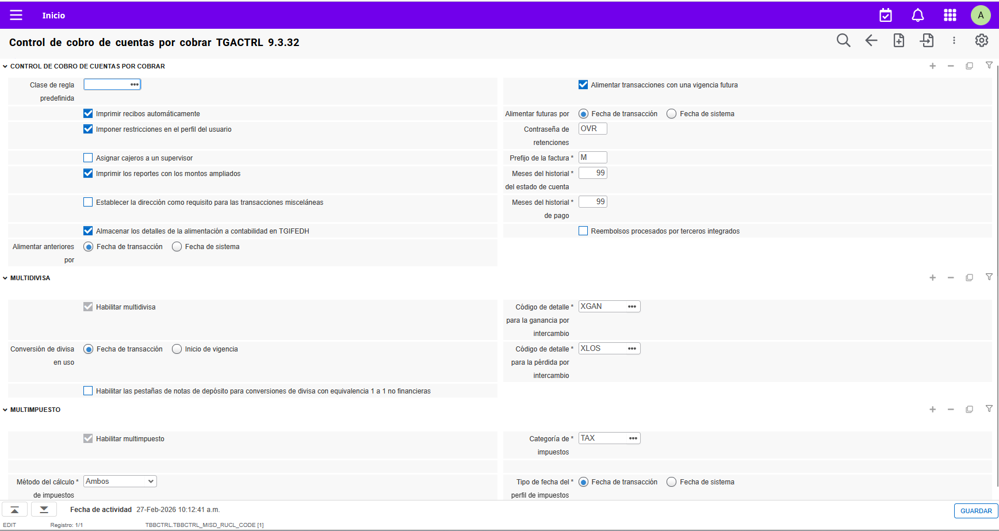 Inicio
A
Control de cobro de cuentas por cobrar TGACTRL 9.3.32
CONTROL DE COBRO DE CUENTAS POR COBRAR
Clase de regla
predefinida
Alimentar transacciones con una vigencia futura
Imprimir recibos automáticamente
Alimentar futuras por Fecha de transacción Fecha de sistema
Imponer restricciones en el perfil del usuario
Contraseña de OVR
retenciones
Asignar cajeros a un supervisor
Prefijo de la factura * M
Imprimir los reportes con los montos ampliados
Meses del historial * 99
del estado de cuenta
Establecer la dirección como requisito para las transacciones misceláneas
Meses del historial * 99
de pago
Almacenar los detalles de la alimentación a contabilidad en TGIFEDH
Reembolsos procesados por terceros integrados
Alimentar anteriores Fecha de transacción Fecha de sistema
por
MULTIDIVISA
Habilitar multidivisa
Código de detalle * XGAN
para la ganancia por
intercambio
Conversión de divisa Fecha de transacción Inicio de vigencia
en uso
Código de detalle * XLOS
para la pérdida por
intercambio
Habilitar las pestañas de notas de depósito para conversiones de divisa con equivalencia 1 a 1 no financieras
MULTIMPUESTO
Habilitar multimpuesto
Categoría de * TAX
impuestos
Método del cálculo * Ambos
de impuestos
Tipo de fecha del * Fecha de transacción Fecha de sistema
perfil de impuestos
Fecha de actividad 27-Feb-2026 10:12:41 a.m.
GUARDAR
EDIT Registro: 1/1 TBBCTRL.TBBCTRL_MISD_RUCL_CODE [1]